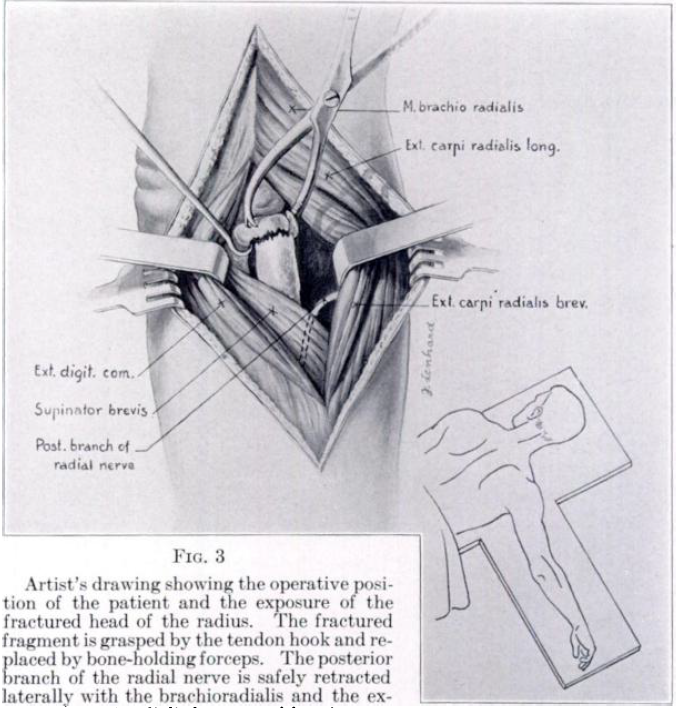 M. brachio radialis
Ext. carpi radialis long.
Ext. carpi radialis brev.
Ext. digit. com.
Supinator brevis
Post. branch of
radial nerve
FIG. 3
Artist's drawing showing the operative posi-
tion of the patient and the exposure of the
fractured head of the radius. The fractured
fragment is grasped by the tendon hook and re-
placed by bone-holding forceps. The posterior
branch of the radial nerve is safely retracted
laterally with the brachioradialis and the ex-